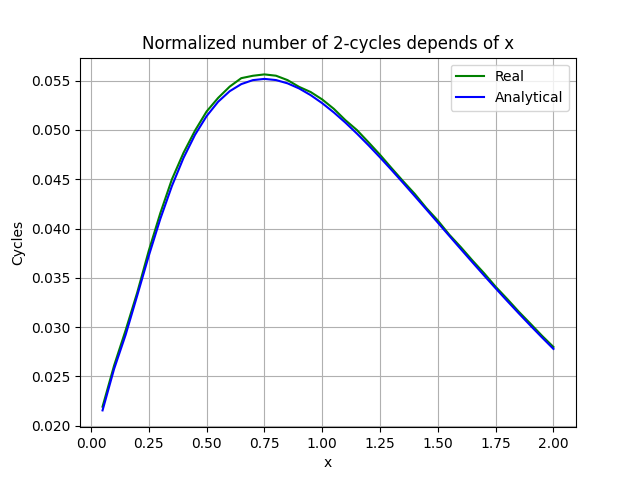 Normalized number of 2-cycles depends of x
Real
Analytical
Cycles
0.055
0.050
0.045
0.040
0.035
0.030
0.025
0.020
0.00 0.25 0.50 0.75 1.00 1.25 1.50 1.75 2.00
x